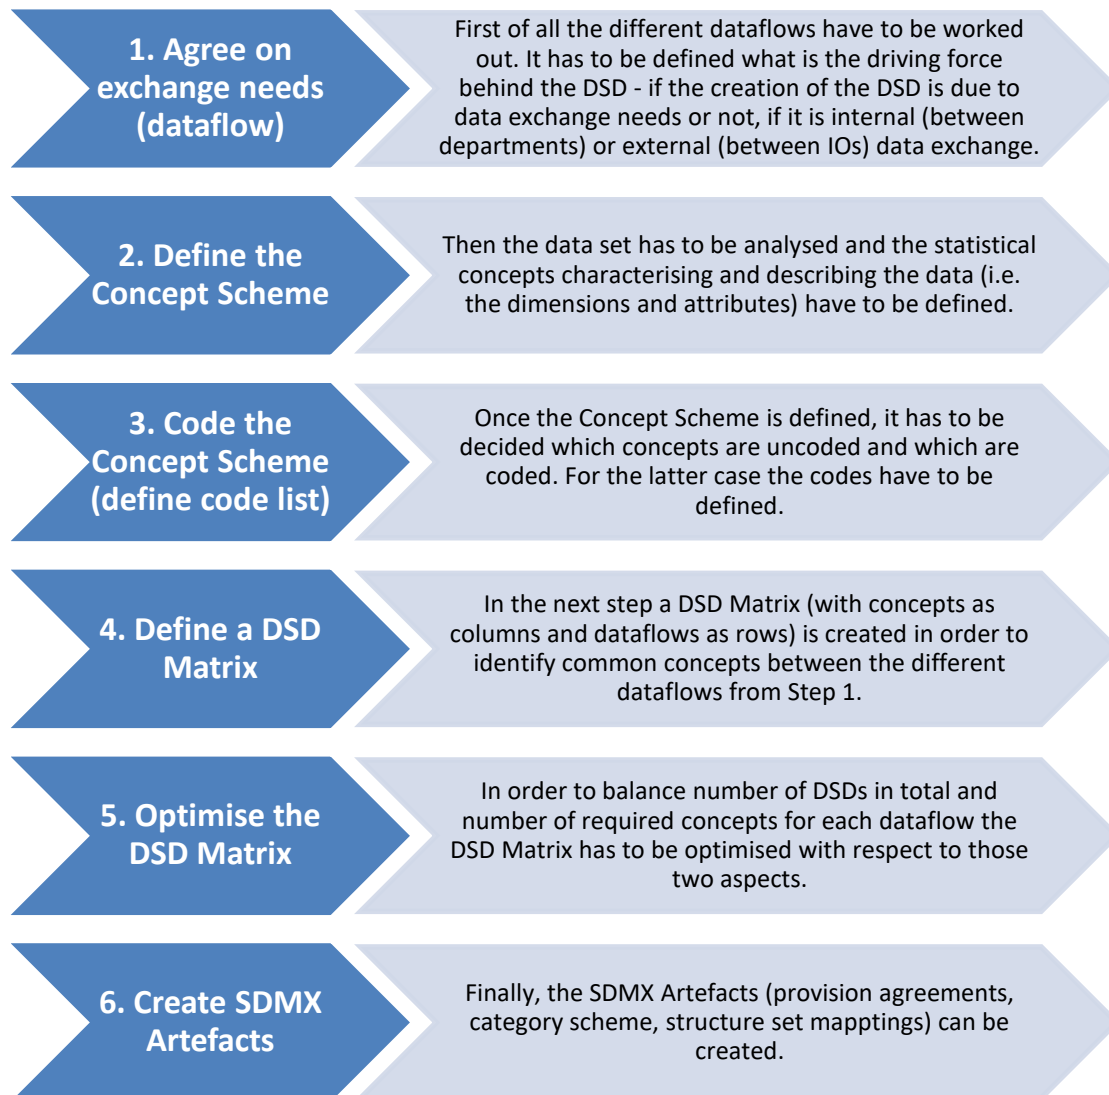 1. Agree on
exchange needs
(dataflow)
First of all the different dataflows have to be worked
out. It has to be defined what is the driving force
behind the DSD - if the creation of the DSD is due to
data exchange needs or not, if it is internal (between
departments) or external (between IOs) data exchange.
2. Define the
Concept Scheme
Then the data set has to be analysed and the statistical
concepts characterising and describing the data (i.e.
the dimensions and attributes) have to be defined.
3. Code the
Concept Scheme
(define code list)
Once the Concept Scheme is defined, it has to be
decided which concepts are uncoded and which are
coded. For the latter case the codes have to be
defined.
4. Define a DSD
Matrix
In the next step a DSD Matrix (with concepts as
columns and dataflows as rows) is created in order to
identify common concepts between the different
dataflows from Step 1.
5. Optimise the
DSD Matrix
In order to balance number of DSDs in total and
number of required concepts for each dataflow the
DSD Matrix has to be optimised with respect to those
two aspects.
6. Create SDMX
Artefacts
Finally, the SDMX Artefacts (provision agreements,
category scheme, structure set mapptings) can be
created.